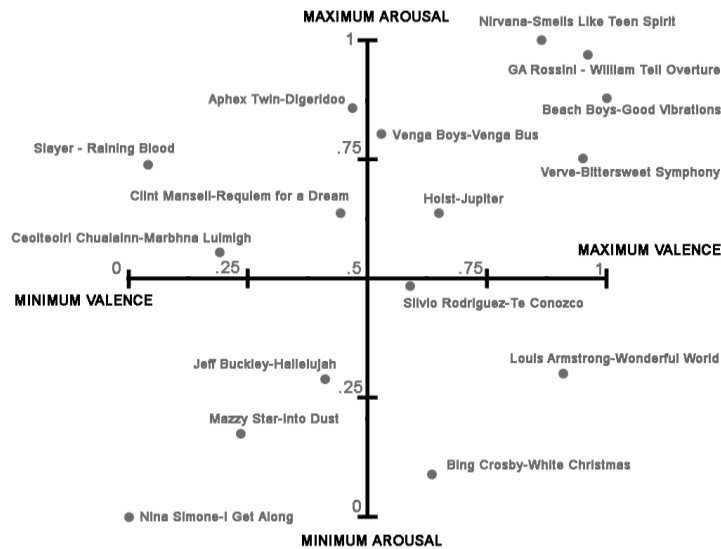 MAXIMUM AROUSAL
Nirvana-Smells Like Teen Spirit
1
GA Rossini - William Tell Overture
Aphex Twin-Digeridoo
Beach Boys-Good Vibrations
Venga Boys-Venga Bus
Slayer - Raining Blood
.75
Verve-Bittersweet Symphony
Clint Mansell-Requiem for a Dream
Holst-Jupiter
Ceolteoiri Chualainn-Marbhna Luimigh
MAXIMUM VALENCE
0 .25 .5 .75 1
MINIMUM VALENCE
Silvio Rodriguez-Te Conozco
Jeff Buckley-Hallelujah
Louis Armstrong-Wonderful World
.25
Mazzy Star-Into Dust
Bing Crosby-White Christmas
0
Nina Simone-I Get Along
MINIMUM AROUSAL